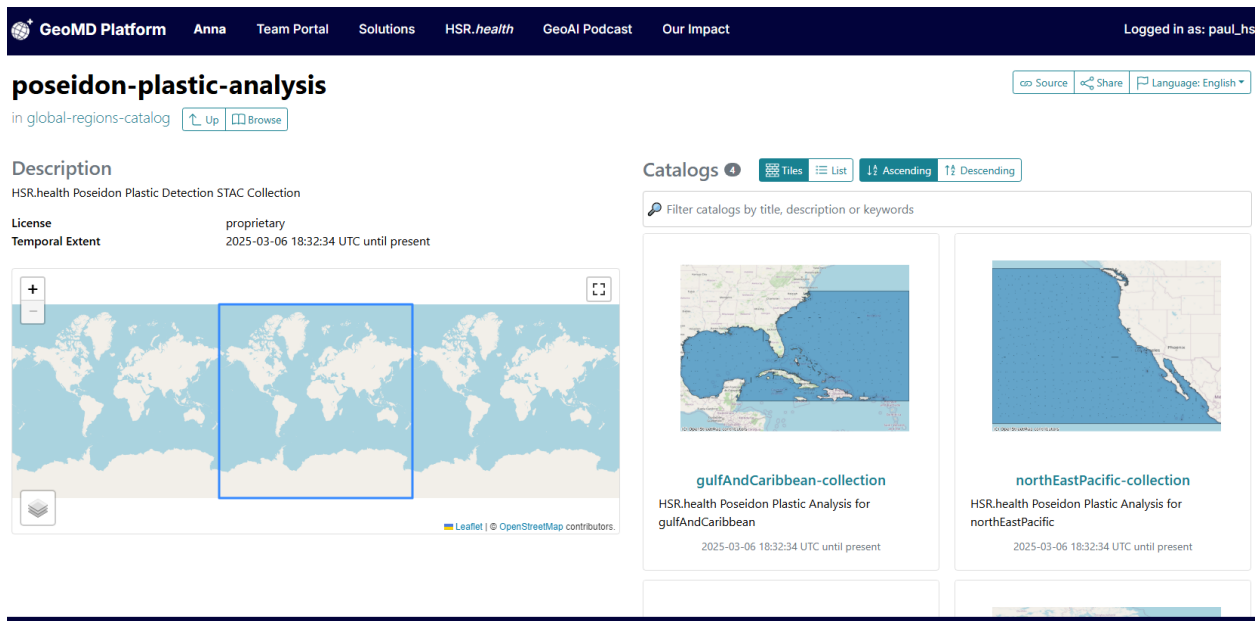 GeoMD Platform Anna Team Portal Solutions HSR.health GeoAI Podcast Our Impact Logged in as: paul_hs
poseidon-plastic-analysis
Source Share Language: English
in global-regions-catalog Up Browse
Description
HSR.health Poseidon Plastic Detection STAC Collection
License proprietary
Temporal Extent 2025-03-06 18:32:34 UTC until present
+
−
Leaflet | © OpenStreetMap contributors.
Catalogs 4 Tiles List Ascending Descending
Filter catalogs by title, description or keywords
gulfAndCaribbean-collection
HSR.health Poseidon Plastic Analysis for
gulfAndCaribbean
2025-03-06 18:32:34 UTC until present
northEastPacific-collection
HSR.health Poseidon Plastic Analysis for
northEastPacific
2025-03-06 18:32:34 UTC until present